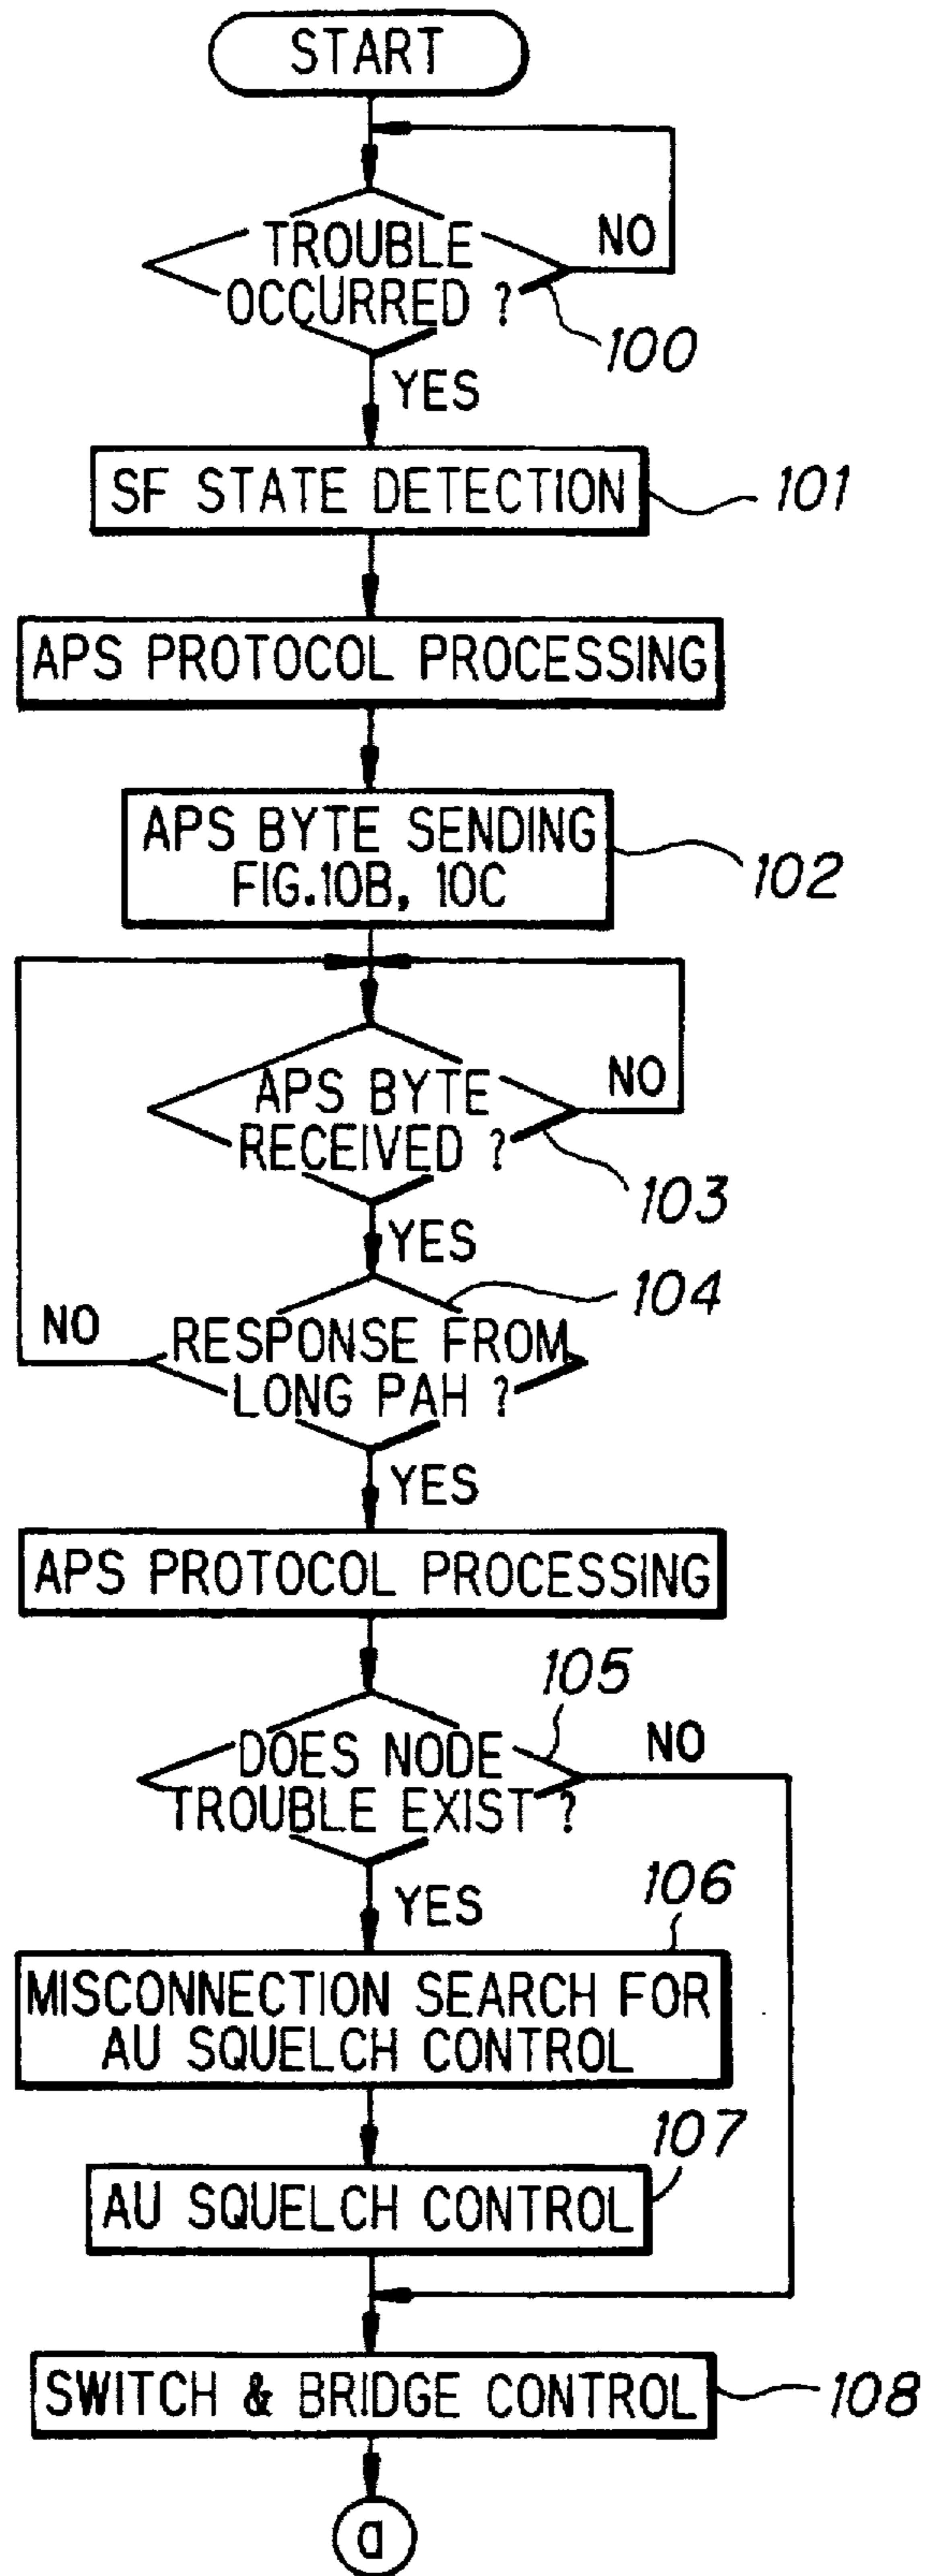 START
TROUBLE
OCCURRED ?
NO
100
YES
SF STATE DETECTION
101
APS PROTOCOL PROCESSING
APS BYTE SENDING
FIG.10B, 10C
102
APS BYTE
RECEIVED ?
NO
103
YES
104
NO
RESPONSE FROM
LONG PAH ?
YES
APS PROTOCOL PROCESSING
105
DOES NODE
TROUBLE EXIST ?
NO
YES
106
MISCONNECTION SEARCH FOR
AU SQUELCH CONTROL
107
AU SQUELCH CONTROL
SWITCH & BRIDGE CONTROL
108
a